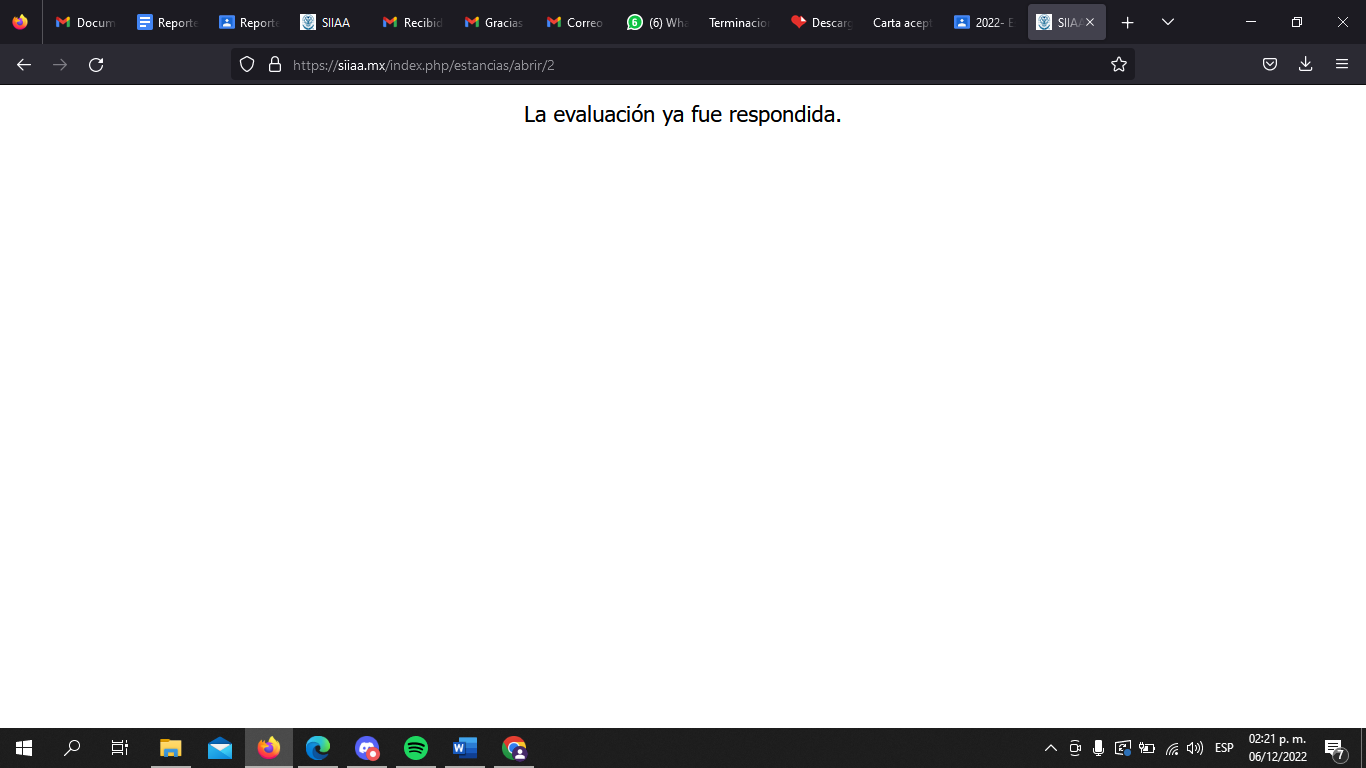 Docum
Reporte
Reporte
SIIAA
Recibid
Gracias
Correo
(6) Wha
Terminacio
Descarg
Carta acept
2022- E
SIIAA
https://siiaa.mx/index.php/estancias/abrir/2
La evaluación ya fue respondida.
ESP
02:21 p. m.
06/12/2022
7